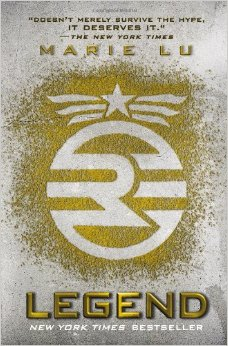 "DOESN'T MERELY SURVIVE THE HYPE,
IT DESERVES IT."
—THE NEW YORK TIMES
MARIE LU
R
LEGEND
NEW YORK TIMES BESTSELLER